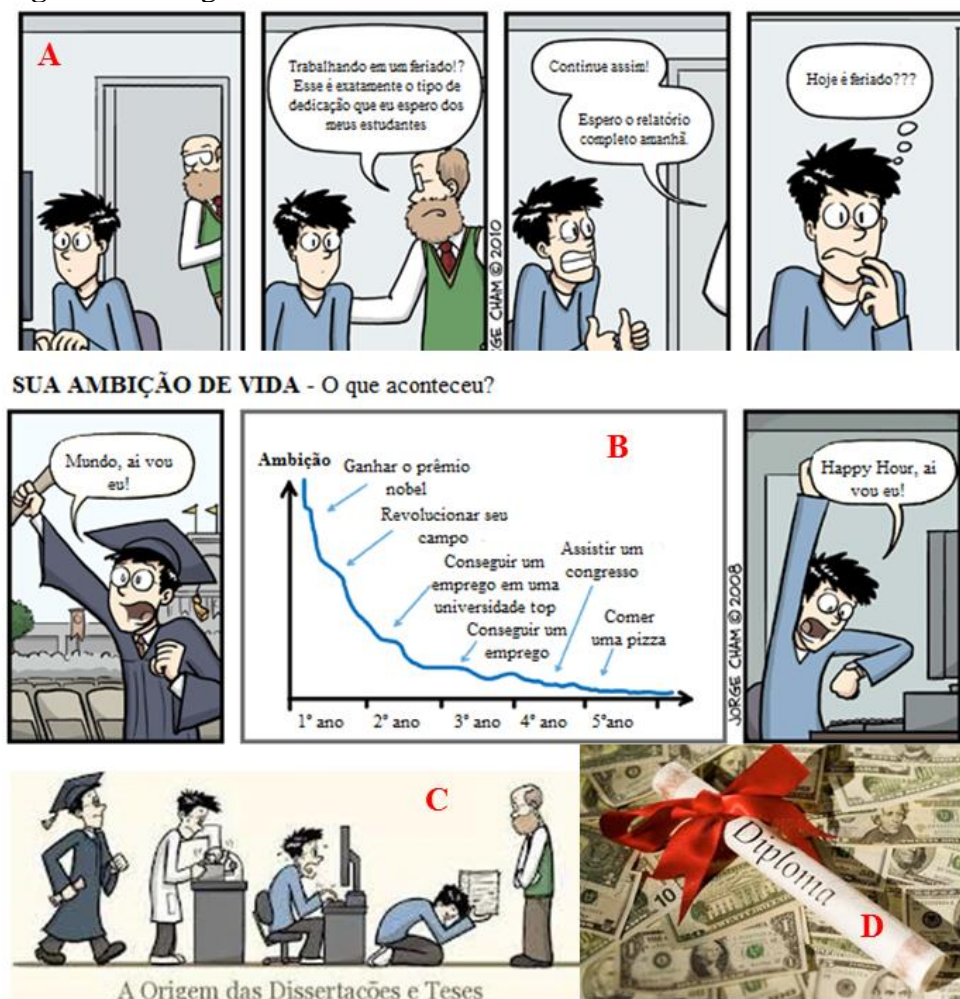 A
Trabalhando em um feriado!?
Esse é exatamente o tipo de
dedicação que eu espero dos
meus estudantes
Continue assim!
Espero o relatório
completo amanhã.
Hoje é feriado???
JORGE CHAM © 2010
SUA AMBIÇÃO DE VIDA - O que aconteceu?
Mundo, ai vou
eu!
B
Ambição
Ganhar o prêmio
nobel
Revolucionar seu
campo
Conseguir um
emprego em uma
universidade top
Conseguir um
emprego
Assistir um
congresso
Comer
uma pizza
1º ano
2º ano
3º ano
4º ano
5ºano
JORGE CHAM © 2008
Happy Hour, ai
vou eu!
C
A Origem das Dissertações e Teses
Diploma
D
10